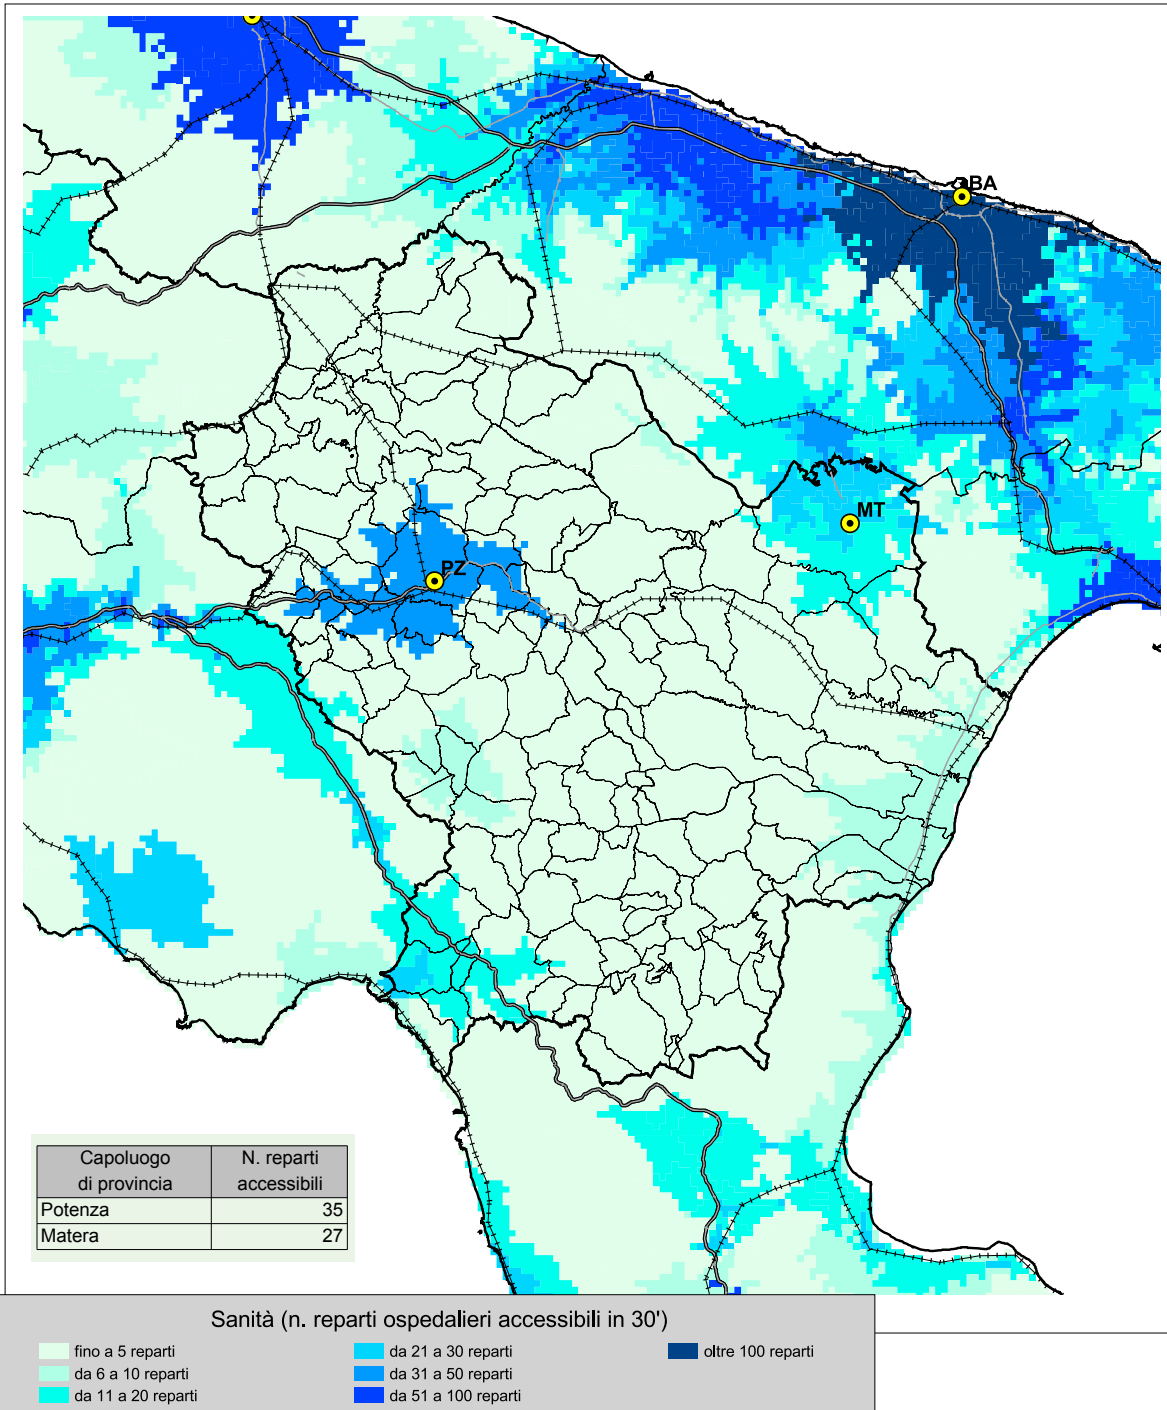 BA
MT
PZ
Capoluogo di provincia N. reparti accessibili
Potenza 35
Matera 27
Sanità (n. reparti ospedalieri accessibili in 30')
fino a 5 reparti
da 6 a 10 reparti
da 11 a 20 reparti
da 21 a 30 reparti
da 31 a 50 reparti
da 51 a 100 reparti
oltre 100 reparti